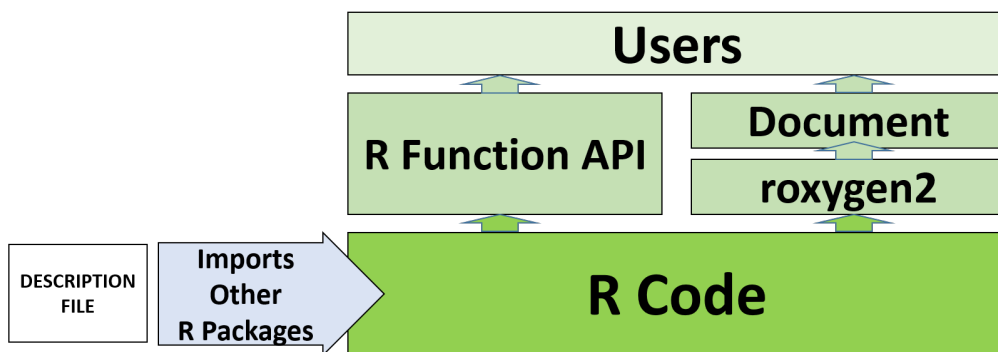 Users
R Function API
Document
roxygen2
DESCRIPTION
FILE
Imports
Other
R Packages
R Code